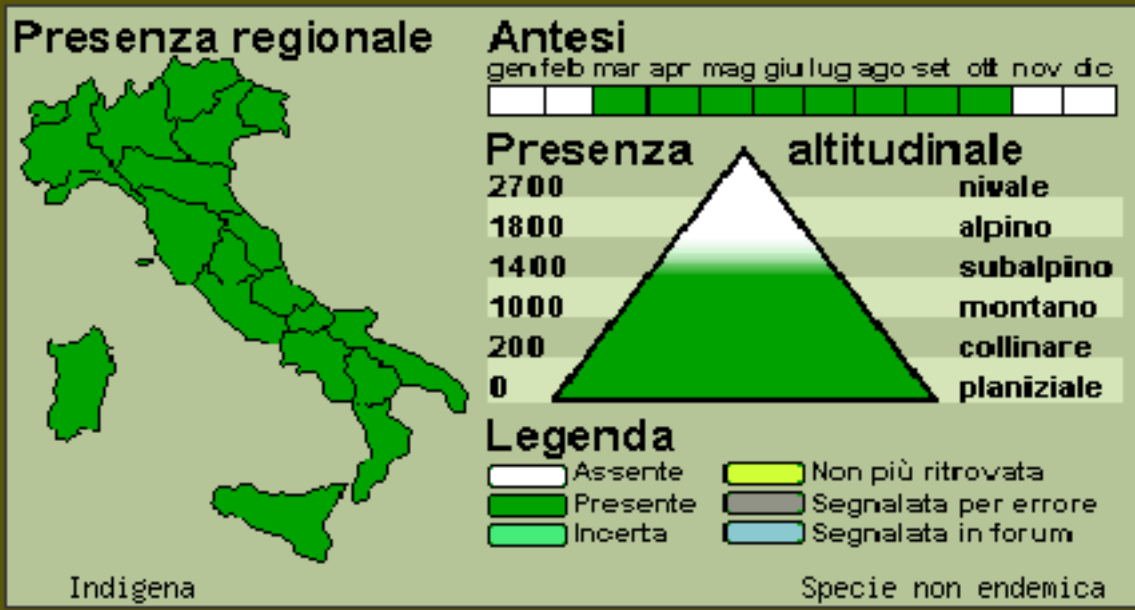 Presenza regionale
Antesi
gen feb mar apr mag giu lug ago set ott nov dic
Presenza altitudinale
2700 nivale
1800 alpino
1400 subalpino
1000 montano
200 collinare
0 planiziale
Legenda
Assente Non più ritrovata
Presente Segnalata per errore
Incerta Segnalata in forum
Indigena Specie non endemica